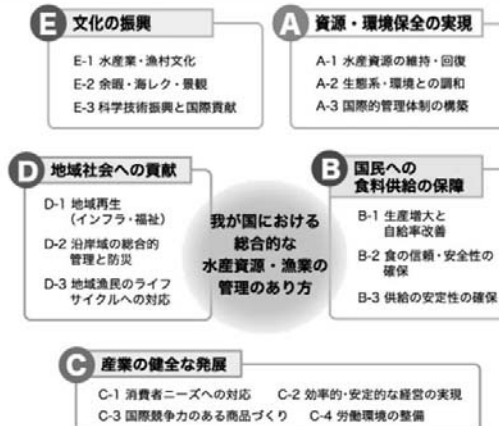 E 文化の振興
E-1 水産業・漁村文化
E-2 余暇・海レク・景観
E-3 科学技術振興と国際貢献
A 資源・環境保全の実現
A-1 水産資源の維持・回復
A-2 生態系・環境との調和
A-3 国際的管理体制の構築
D 地域社会への貢献
D-1 地域再生
（インフラ・福祉）
D-2 沿岸域の総合的
管理と防災
D-3 地域漁民のライフ
サイクルへの対応
我が国における
総合的な
水産資源・漁業の
管理のあり方
B 国民への
食料供給の保障
B-1 生産増大と
自給率改善
B-2 食の信頼・安全性の
確保
B-3 供給の安定性の確保
C 産業の健全な発展
C-1 消費者ニーズへの対応 C-2 効率的・安定的な経営の実現
C-3 国際競争力のある商品づくり C-4 労働環境の整備